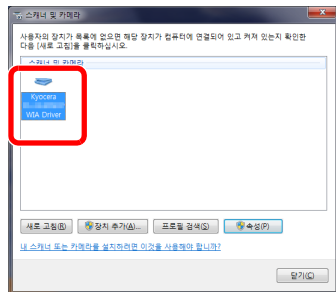 스캐너 및 카메라
사용자의 장치가 목록에 없으면 해당 장치가 컴퓨터에 연결되어 있고 켜져 있는지 확인한
다음 [새로 고침]을 클릭하십시오.
스캐너 및 카메라
Kyocera
WIA Driver
새로 고침(R)
장치 추가(A)...
프로필 검색(S)
속성(P)
내 스캐너 또는 카메라를 설치하려면 이것을 사용해야 합니까?
닫기(C)